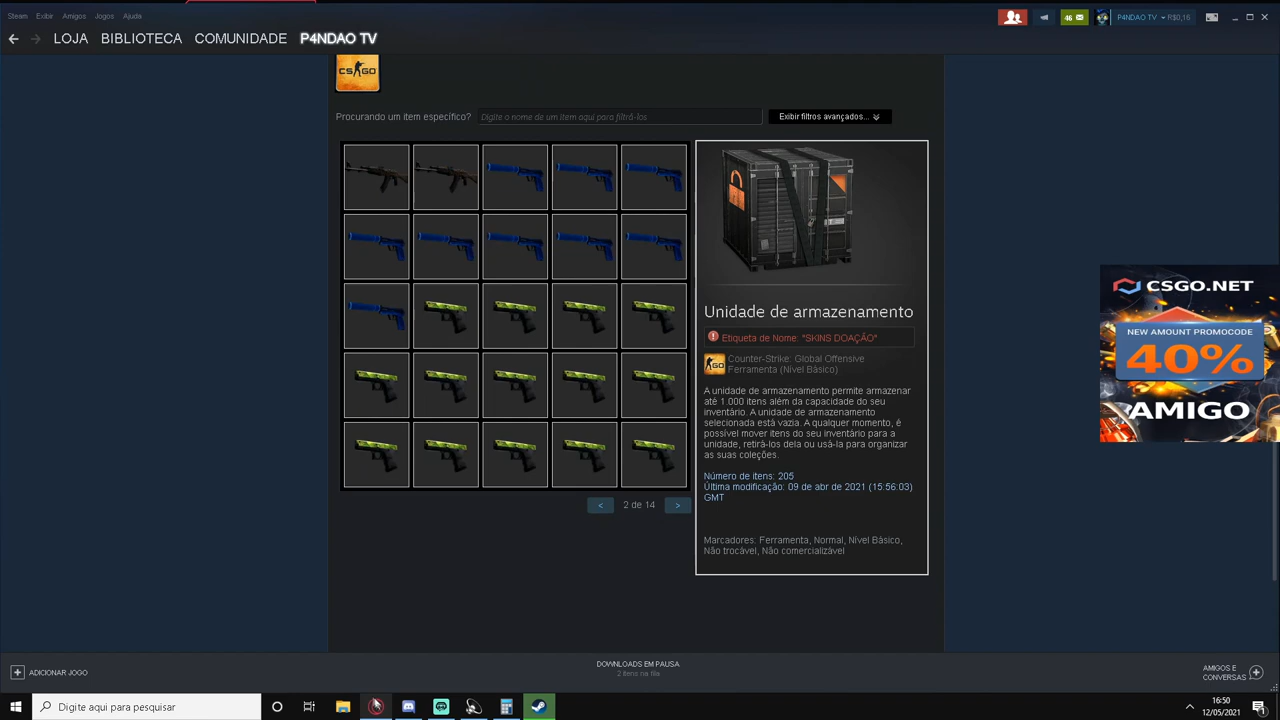 Steam Exibir Amigos Jogos Ajuda
46 P4NDAO TV R$0,16
LOJA BIBLIOTECA COMUNIDADE P4NDAO TV
CS GO
Procurando um item específico? Digite o nome de um item aqui para filtrá-los Exibir filtros avançados...
Unidade de armazenamento
Etiqueta de Nome: "SKINS DOAÇÃO"
GO
Counter-Strike: Global Offensive
Ferramenta (Nível Básico)
A unidade de armazenamento permite armazenar
até 1.000 itens além da capacidade do seu
inventário. A unidade de armazenamento
selecionada está vazia. A qualquer momento, é
possível mover itens do seu inventário para a
unidade, retirá-los dela ou usá-la para organizar
as suas coleções.
Número de itens: 205
Última modificação: 09 de abr de 2021 (15:56:03)
GMT
Marcadores: Ferramenta, Normal, Nível Básico,
Não trocável, Não comercializável
< 2 de 14 >
CSGO.NET
NEW AMOUNT PROMOCODE
40%
AMIGO
ADICIONAR JOGO
DOWNLOADS EM PAUSA
2 itens na fila
AMIGOS E
CONVERSAS
Digite aqui para pesquisar
16:50
12/05/2021
1